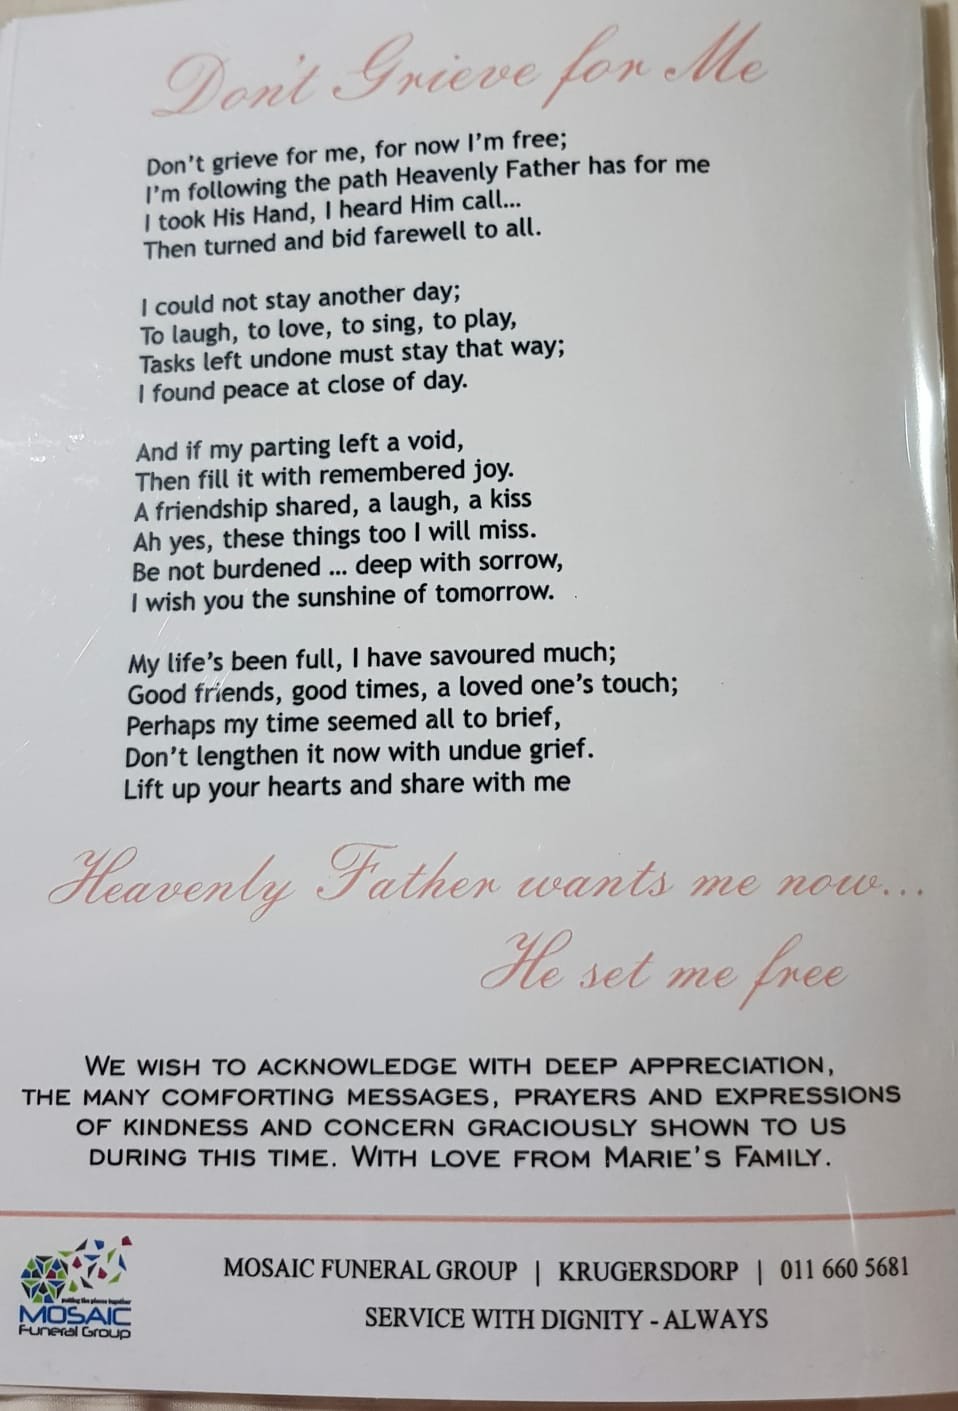 Don't Grieve for Me
Don't grieve for me, for now I'm free;
I'm following the path Heavenly Father has for me
I took His Hand, I heard Him call...
Then turned and bid farewell to all.
I could not stay another day;
To laugh, to love, to sing, to play,
Tasks left undone must stay that way;
I found peace at close of day.
And if my parting left a void,
Then fill it with remembered joy.
A friendship shared, a laugh, a kiss
Ah yes, these things too I will miss.
Be not burdened ... deep with sorrow,
I wish you the sunshine of tomorrow.
My life's been full, I have savoured much;
Good friends, good times, a loved one's touch;
Perhaps my time seemed all to brief,
Don't lengthen it now with undue grief.
Lift up your hearts and share with me
Heavenly Father wants me now...
He set me free
WE WISH TO ACKNOWLEDGE WITH DEEP APPRECIATION,
THE MANY COMFORTING MESSAGES, PRAYERS AND EXPRESSIONS
OF KINDNESS AND CONCERN GRACIOUSLY SHOWN TO US
DURING THIS TIME. WITH LOVE FROM MARIE'S FAMILY.
putting the pieces together
MOSAIC
Funeral Group
MOSAIC FUNERAL GROUP | KRUGERSDORP | 011 660 5681
SERVICE WITH DIGNITY - ALWAYS